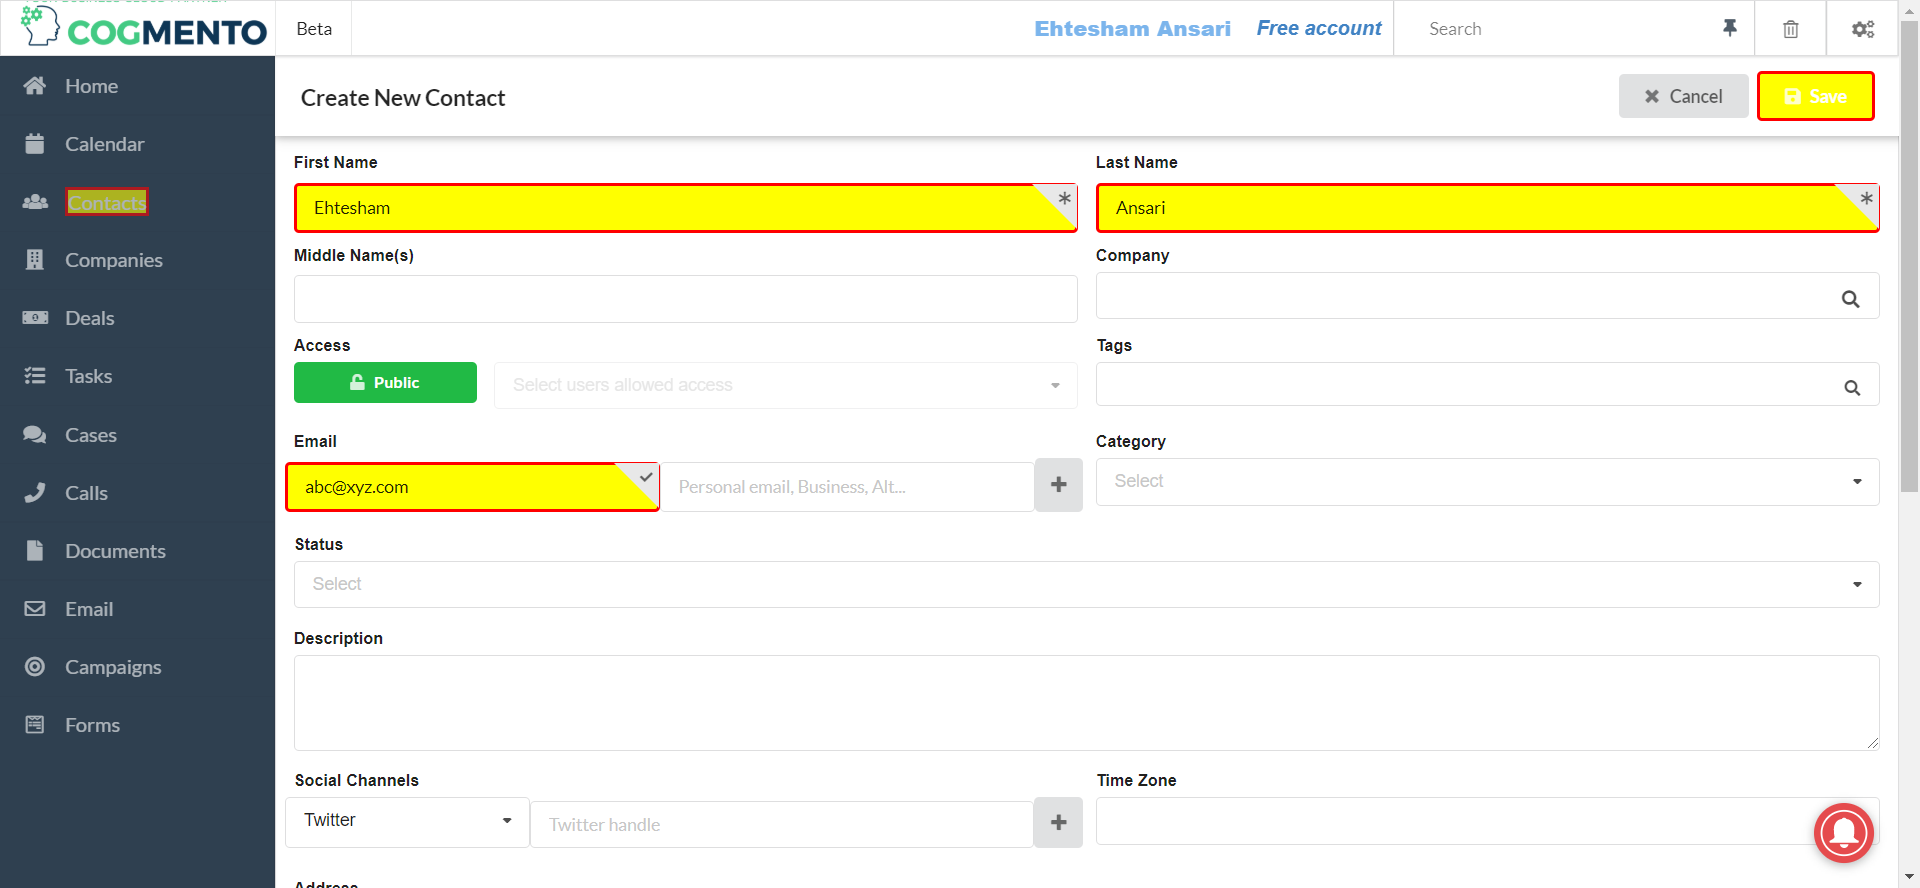 COGMENTO
Beta
Ehtesham Ansari
Free account
Search
Home
Calendar
Contacts
Companies
Deals
Tasks
Cases
Calls
Documents
Email
Campaigns
Forms
Create New Contact
Cancel
Save
First Name
Last Name
Ehtesham
Ansari
Middle Name(s)
Company
Access
Tags
Public
Select users allowed access
Email
Category
abc@xyz.com
Personal email, Business, Alt...
Select
Status
Select
Description
Social Channels
Time Zone
Twitter
Twitter handle
Address